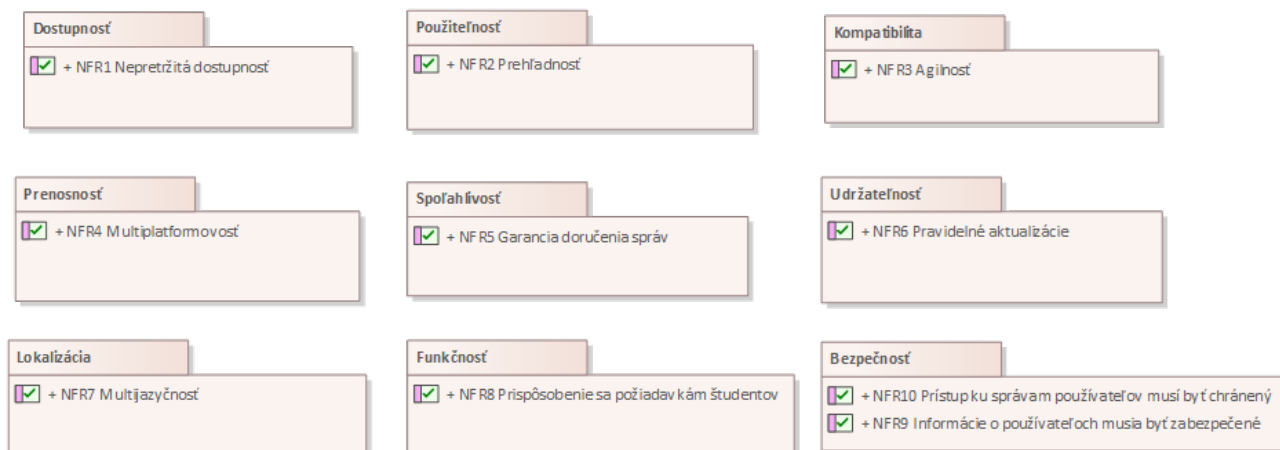 Dostupnosť
+ NFR1 Nepretržitá dostupnosť
Použiteľnosť
+ NFR2 Prehľadnosť
Kompatibilita
+ NFR3 Agilnosť
Prenosnosť
+ NFR4 Multiplatformovosť
Spoľahlivosť
+ NFR5 Garancia doručenia správ
Udržateľnosť
+ NFR6 Pravidelné aktualizácie
Lokalizácia
+ NFR7 Multijazyčnosť
Funkčnosť
+ NFR8 Prispôsobenie sa požiadavkám študentov
Bezpečnosť
+ NFR10 Prístup ku správam používateľov musí byť chránený
+ NFR9 Informácie o používateľoch musia byť zabezpečené